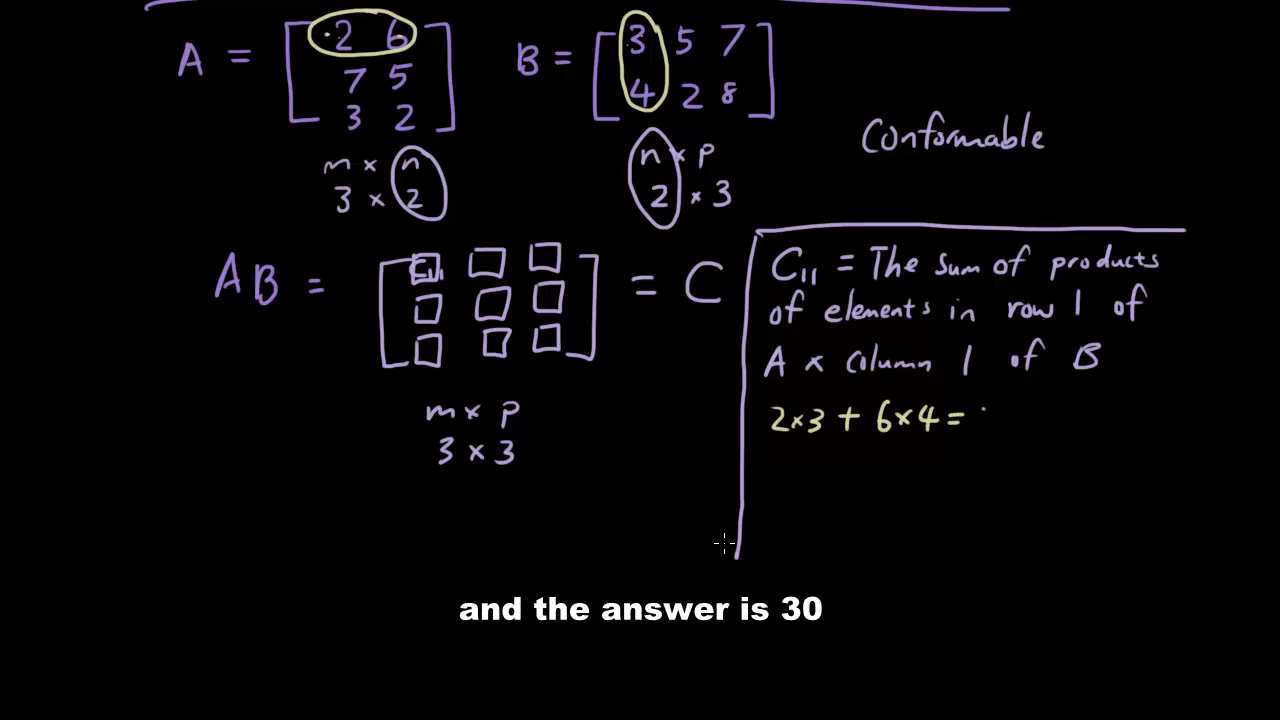 A = [ 2 6 B = [ 3 5 7
7 5 4 2 8 ]
3 2 ]
Conformable
m × n n × p
3 × 2 2 × 3
AB = [ C11 ] = C
m × p
3 × 3
C11 = The sum of products
of elements in row 1 of
A × column 1 of B
2×3 + 6×4 =
and the answer is 30